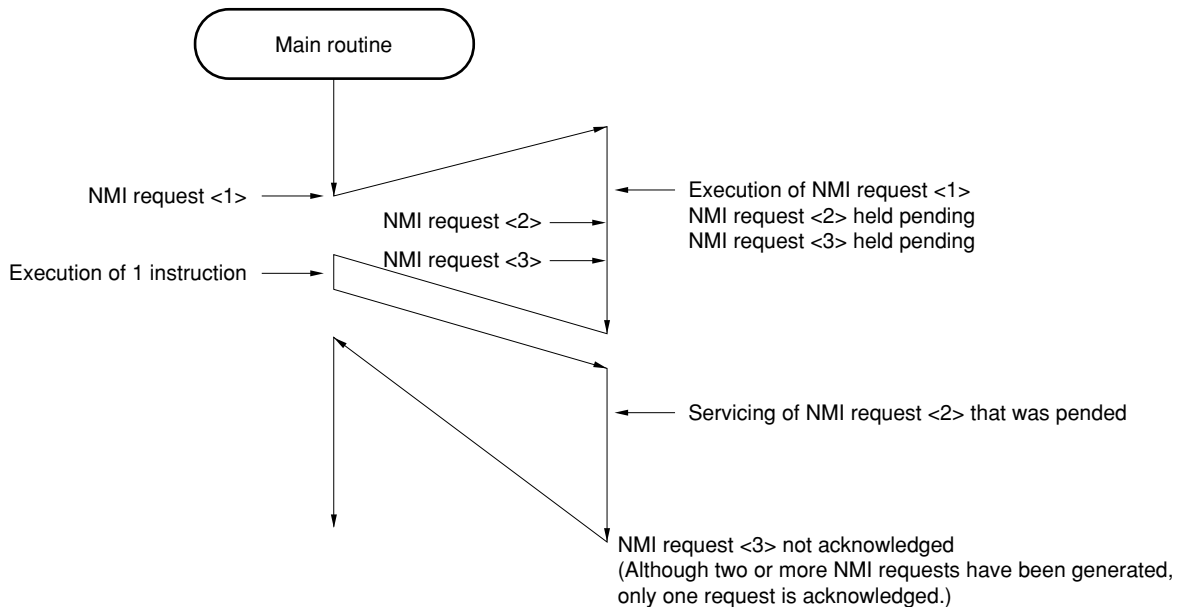 Main routine
NMI request <1>
Execution of NMI request <1>
NMI request <2> held pending
NMI request <3> held pending
NMI request <2>
NMI request <3>
Execution of 1 instruction
Servicing of NMI request <2> that was pended
NMI request <3> not acknowledged
(Although two or more NMI requests have been generated,
only one request is acknowledged.)